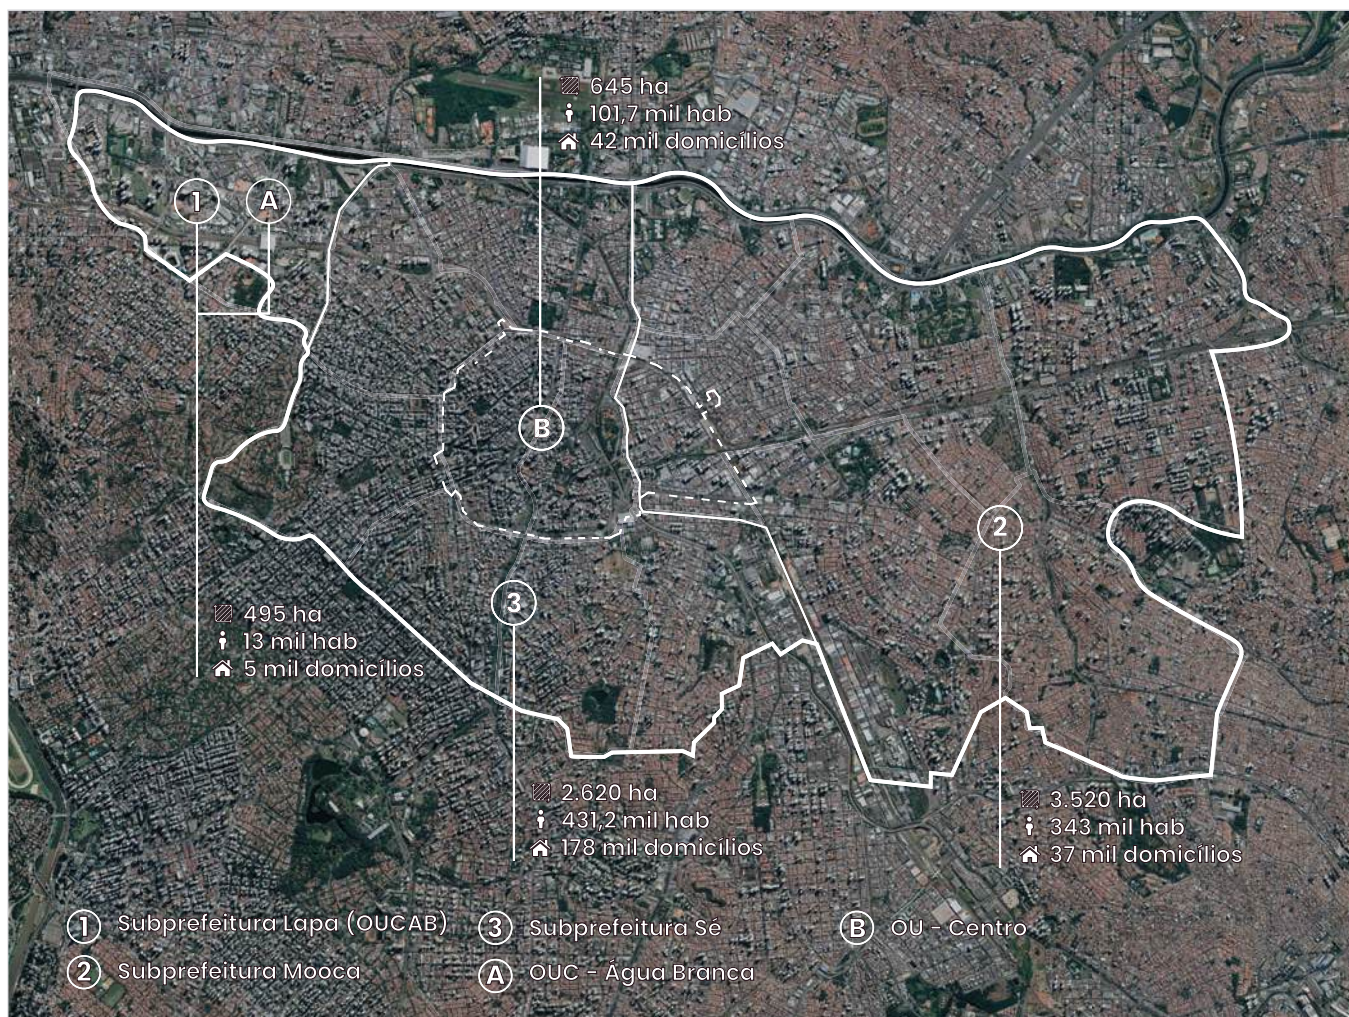 645 ha
101,7 mil hab
42 mil domicílios
1
A
B
2
3
495 ha
13 mil hab
5 mil domicílios
2.620 ha
431,2 mil hab
178 mil domicílios
3.520 ha
343 mil hab
37 mil domicílios
1 Subprefeitura Lapa (OUCAB)
3 Subprefeitura Sé
B OU - Centro
2 Subprefeitura Mooca
A OUC - Água Branca